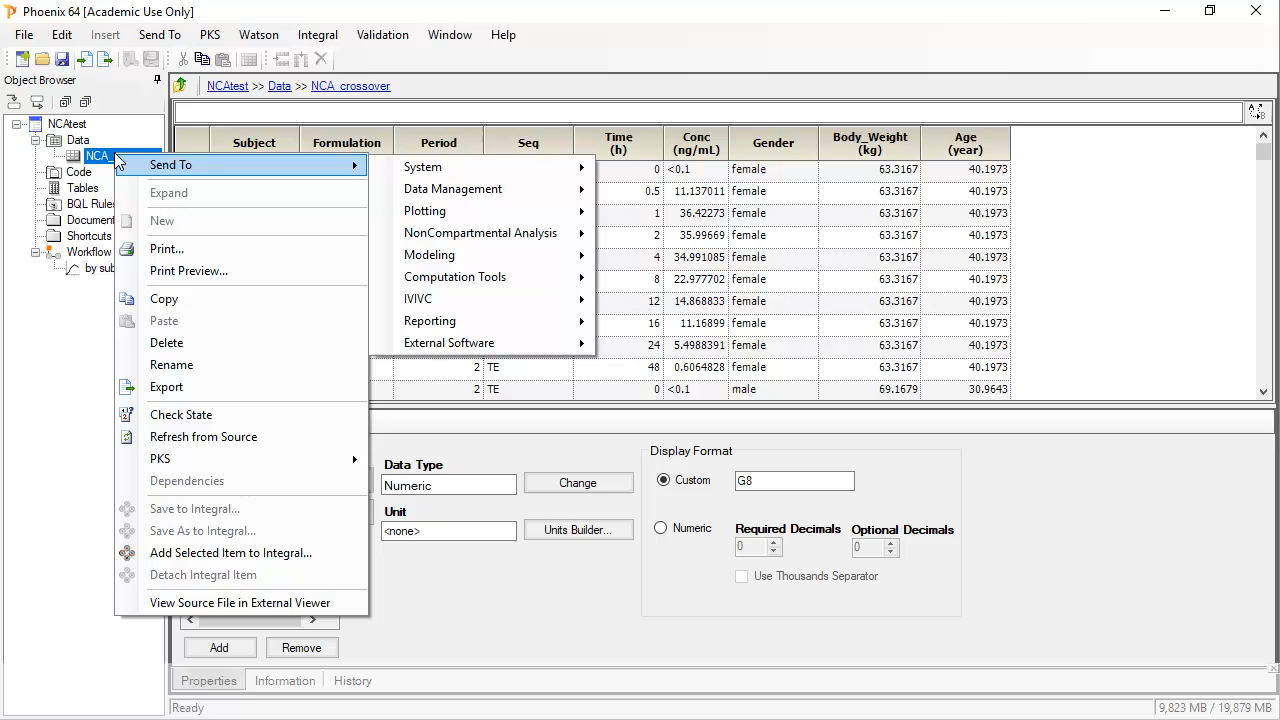 Phoenix 64 [Academic Use Only]
File Edit Insert Send To PKS Watson Integral Validation Window Help
Object Browser
NCAtest >> Data >> NCA_crossover
NCAtest
Data
NCA_
Code
Tables
BQL Rules
Document
Shortcuts
Workflow
by sub
Send To
Expand
New
Print...
Print Preview...
Copy
Paste
Delete
Rename
Export
Check State
Refresh from Source
PKS
Dependencies
Save to Integral...
Save As to Integral...
Add Selected Item to Integral...
Detach Integral Item
View Source File in External Viewer
System
Data Management
Plotting
NonCompartmental Analysis
Modeling
Computation Tools
IVIVC
Reporting
External Software
Subject Formulation Period Seq Time (h) Conc (ng/mL) Gender Body_Weight (kg) Age (year)
0 <0.1 female 63.3167 40.1973
0.5 11.137011 female 63.3167 40.1973
1 36.42273 female 63.3167 40.1973
2 35.99669 female 63.3167 40.1973
4 34.991085 female 63.3167 40.1973
8 22.977702 female 63.3167 40.1973
12 14.868833 female 63.3167 40.1973
16 11.16899 female 63.3167 40.1973
24 5.4988391 female 63.3167 40.1973
2 TE 48 0.6064828 female 63.3167 40.1973
2 TE 0 <0.1 male 69.1679 30.9643
Data Type
Numeric
Change
Unit
<none>
Units Builder...
Display Format
Custom G8
Numeric
Required Decimals Optional Decimals
0 0
Use Thousands Separator
Add Remove
Properties Information History
Ready 9,823 MB / 19,879 MB